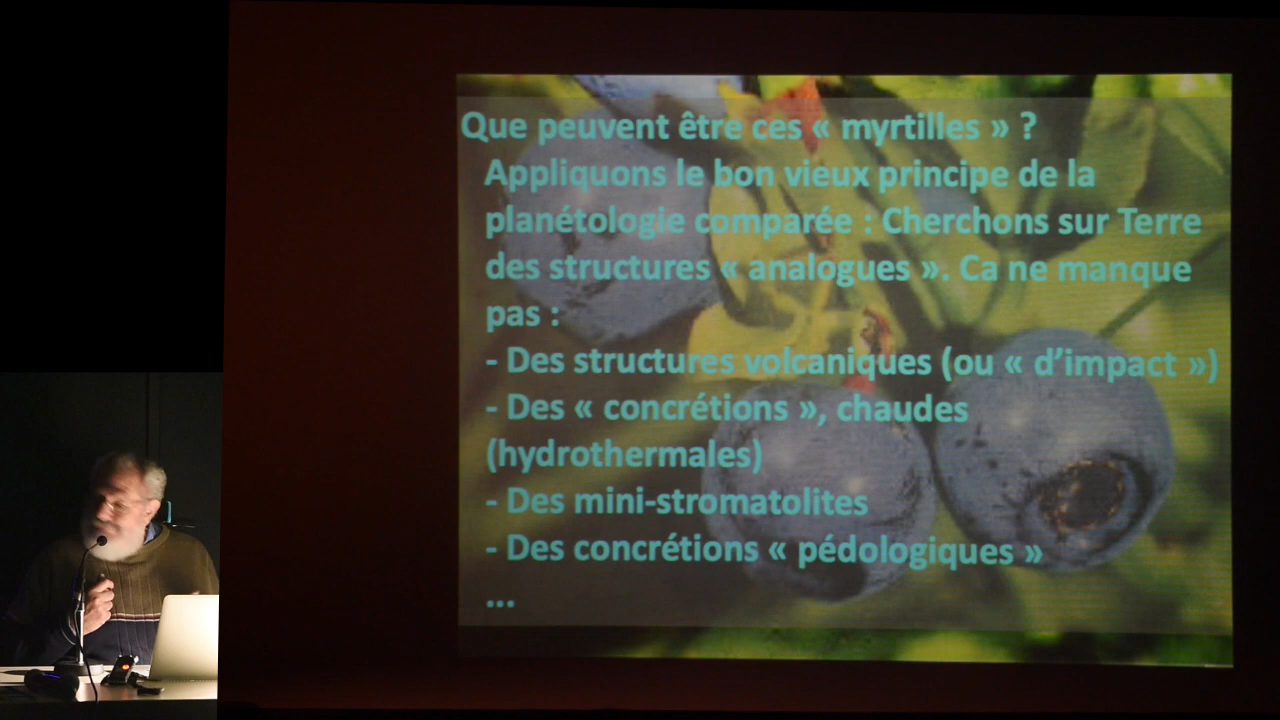 Que peuvent être ces « myrtilles » ?
Appliquons le bon vieux principe de la
planétologie comparée : Cherchons sur Terre
des structures « analogues ». Ca ne manque
pas :
- Des structures volcaniques (ou « d’impact »)
- Des « concrétions », chaudes
(hydrothermales)
- Des mini-stromatolites
- Des concrétions « pédologiques »
...